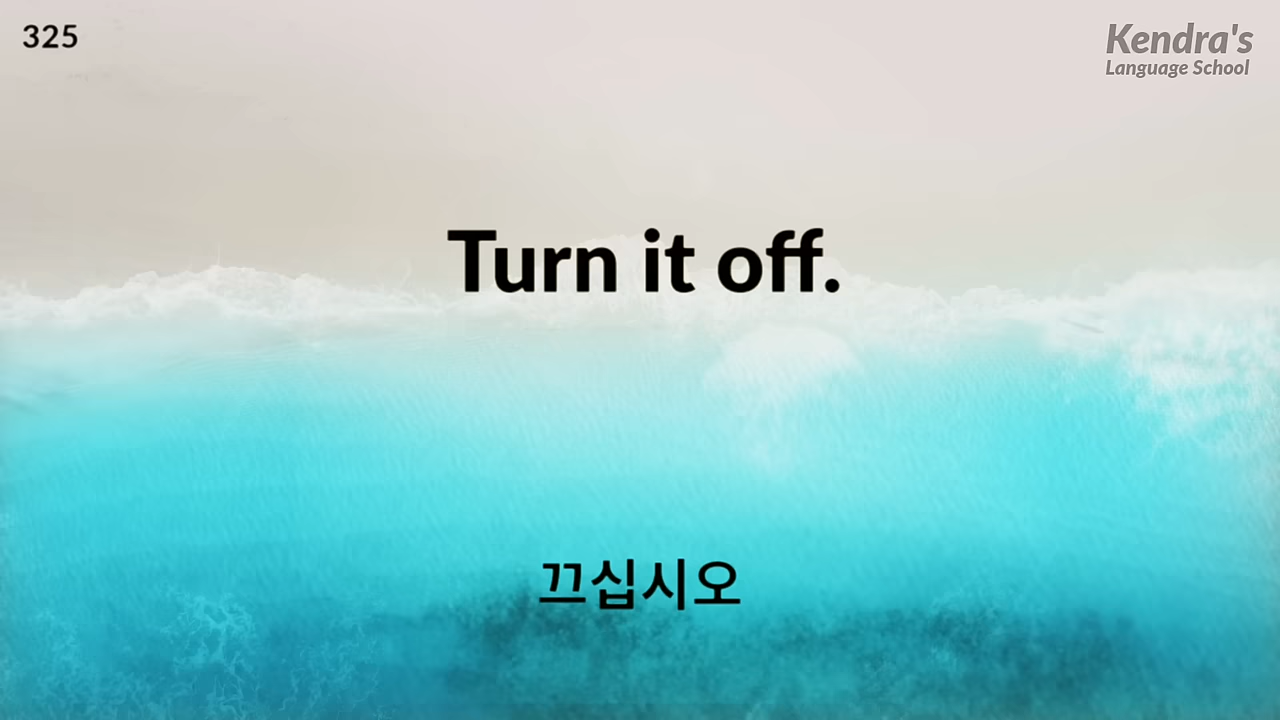 325
Kendra's
Language School
Turn it off.
끄십시오